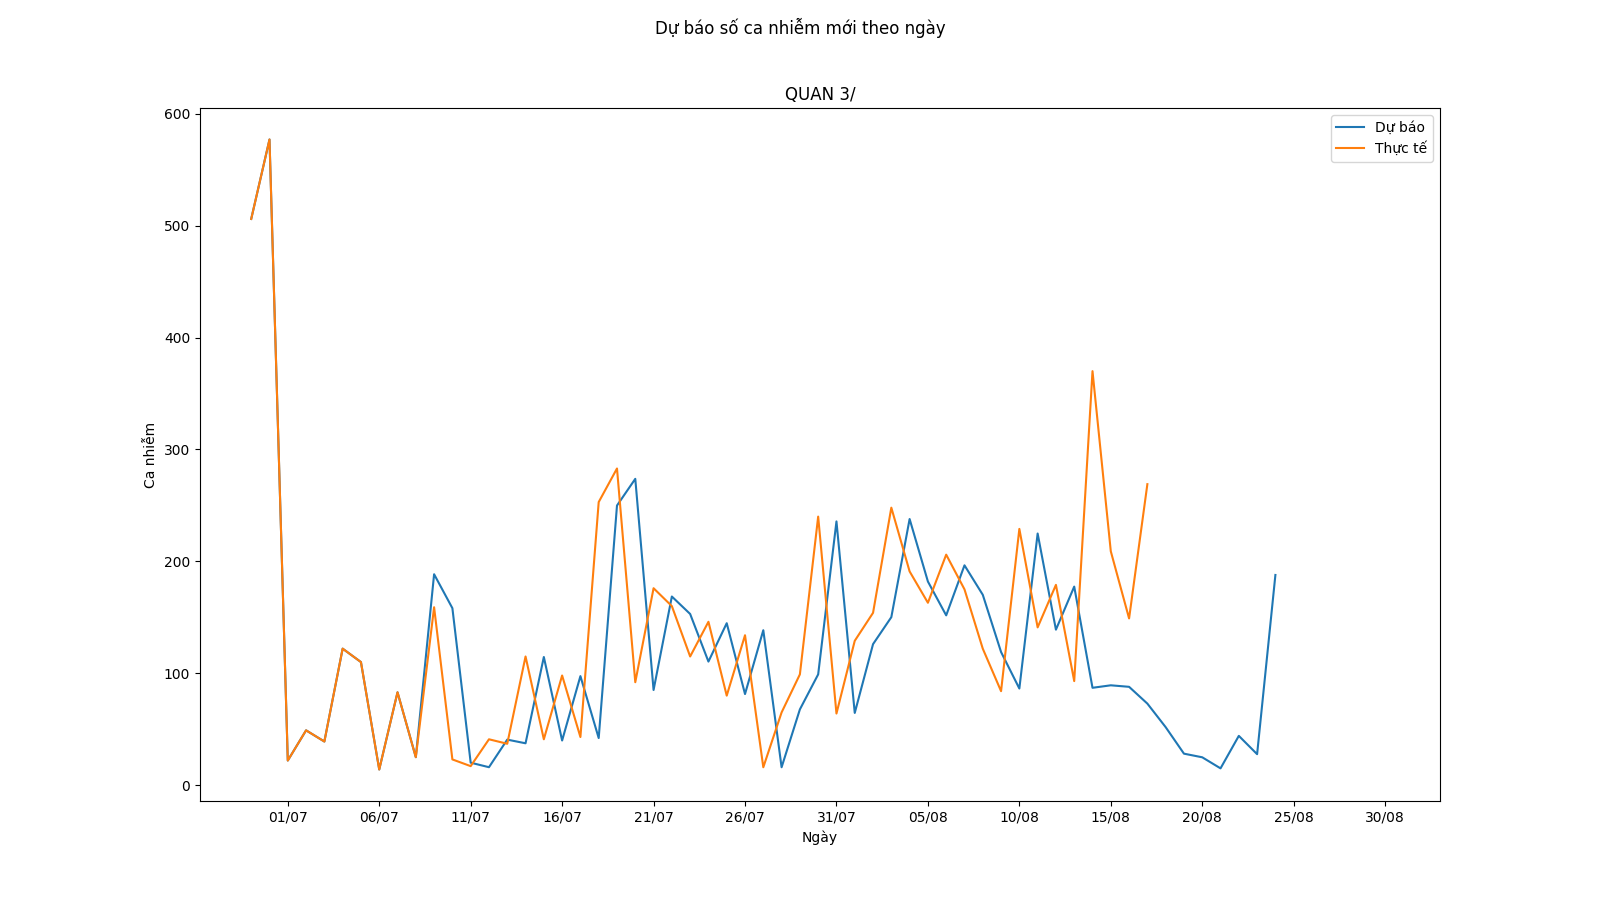 Dự báo số ca nhiễm mới theo ngày
QUAN 3/
Dự báo
Thực tế
600
500
400
300
200
100
0
Ca nhiễm
01/07 06/07 11/07 16/07 21/07 26/07 31/07 05/08 10/08 15/08 20/08 25/08 30/08
Ngày